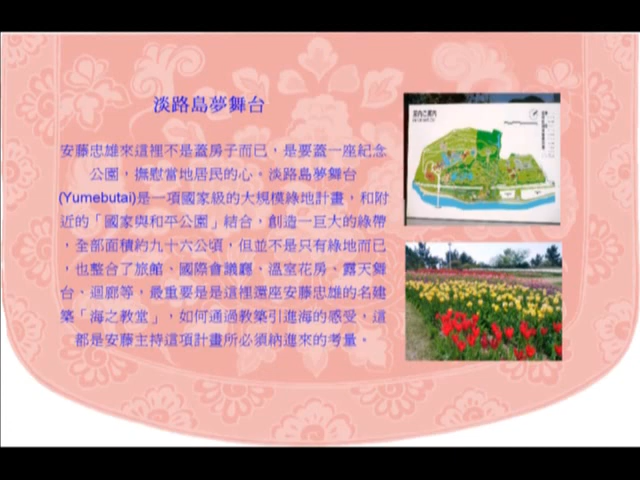 淡路島夢舞台
安藤忠雄來這裡不是蓋房子而已，是要蓋一座紀念
公園，撫慰當地居民的心。淡路島夢舞台
(Yumebutai)是一項國家級的大規模綠地計畫，和附
近的「國家與和平公園」結合，創造一巨大的綠帶
，全部面積約九十六公頃，但並不是只有綠地而已
，也整合了旅館、國際會議廳、溫室花房、露天舞
台、迴廊等，最重要是是這裡還座安藤忠雄的名建
築「海之教堂」，如何通過教築引進海的感受，這
都是安藤主持這項計畫所必須納進來的考量。